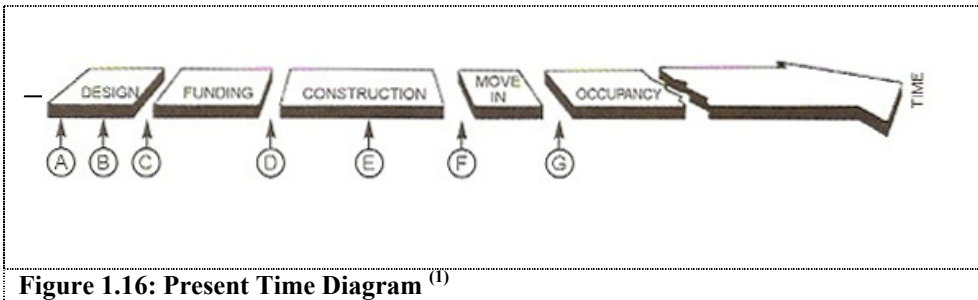 DESIGN
FUNDING
CONSTRUCTION
MOVE
IN
OCCUPANCY
TIME
A
B
C
D
E
F
G
Figure 1.16: Present Time Diagram (1)